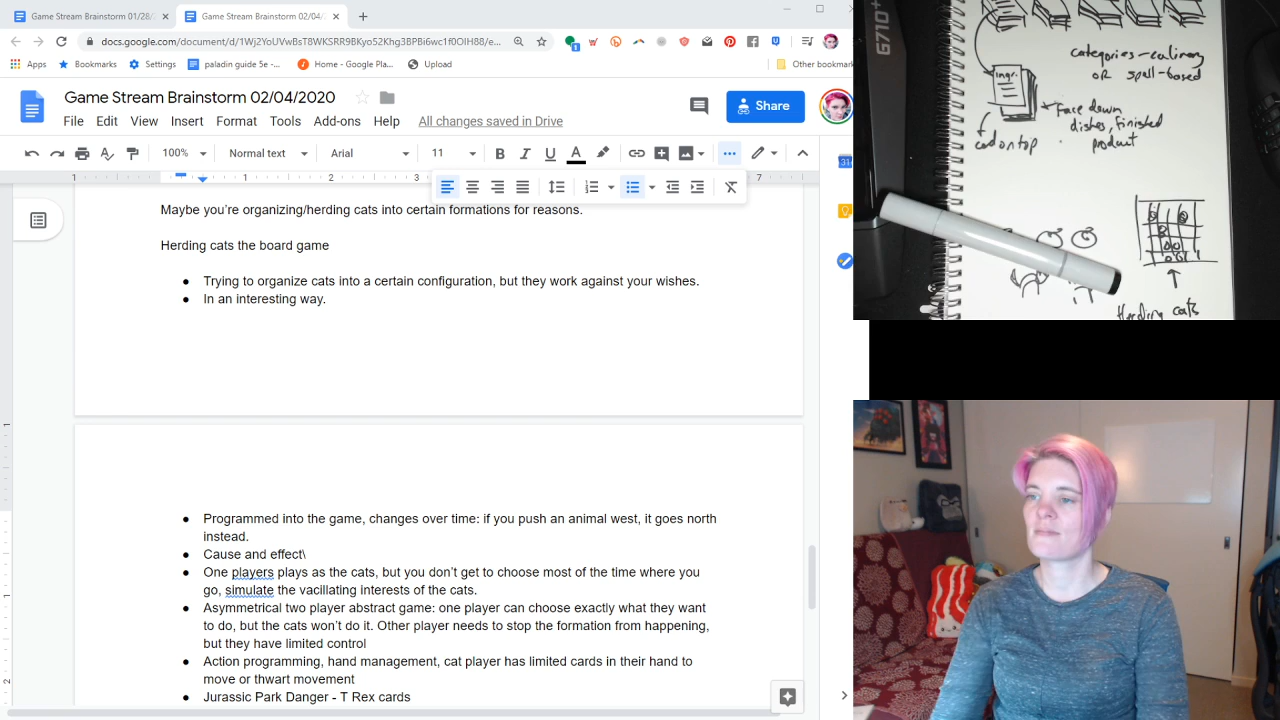 Game Stream Brainstorm 01/28/
Game Stream Brainstorm 02/04/
docs.google.com/document/d/1Wj2YoUVwBsT8WKSRR9BKyo52Khg3BPBi6wc1f0OIH88/e...
Apps
Bookmarks
Settings
paladin guide 5e -...
Home - Google Pla...
Upload
Other bookmark
Game Stream Brainstorm 02/04/2020
Share
File Edit View Insert Format Tools Add-ons Help All changes saved in Drive
100% Normal text Arial 11 B I U A
1 1 2 3 7
Maybe you're organizing/herding cats into certain formations for reasons.
Herding cats the board game
● Trying to organize cats into a certain configuration, but they work against your wishes.
● In an interesting way.
● Programmed into the game, changes over time: if you push an animal west, it goes north
instead.
● Cause and effect\
● One players plays as the cats, but you don't get to choose most of the time where you
go, simulate the vacillating interests of the cats.
● Asymmetrical two player abstract game: one player can choose exactly what they want
to do, but the cats won't do it. Other player needs to stop the formation from happening,
but they have limited control
● Action programming, hand management, cat player has limited cards in their hand to
move or thwart movement
● Jurassic Park Danger - T Rex cards
1
1
2
31
G710+
categories - culinary
OR spell-based
Ingr.
Face down
dishes, finished
product
card on top
Herding cats